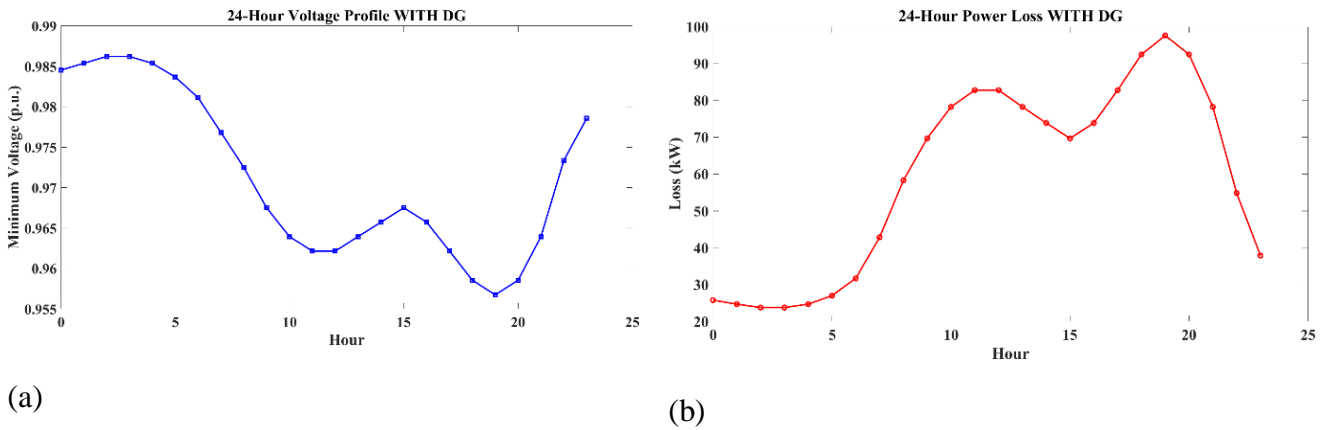 24-Hour Voltage Profile WITH DG
Minimum Voltage (p.u.)
0.99
0.985
0.98
0.975
0.97
0.965
0.96
0.955
0 5 10 15 20 25
Hour
(a)
24-Hour Power Loss WITH DG
Loss (kW)
100
90
80
70
60
50
40
30
20
0 5 10 15 20 25
Hour
(b)